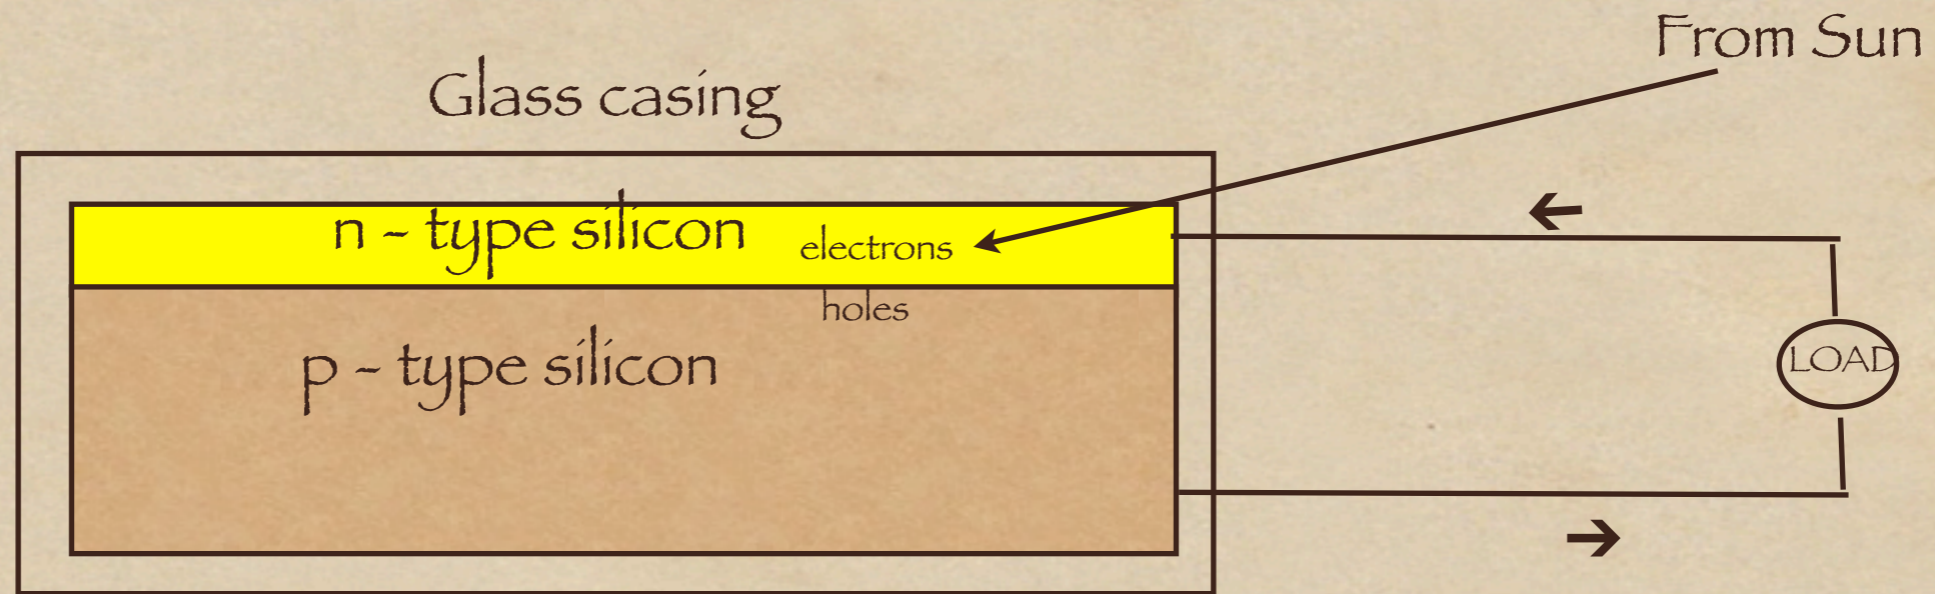 From Sun
Glass casing
n - type silicon
electrons
holes
p - type silicon
LOAD